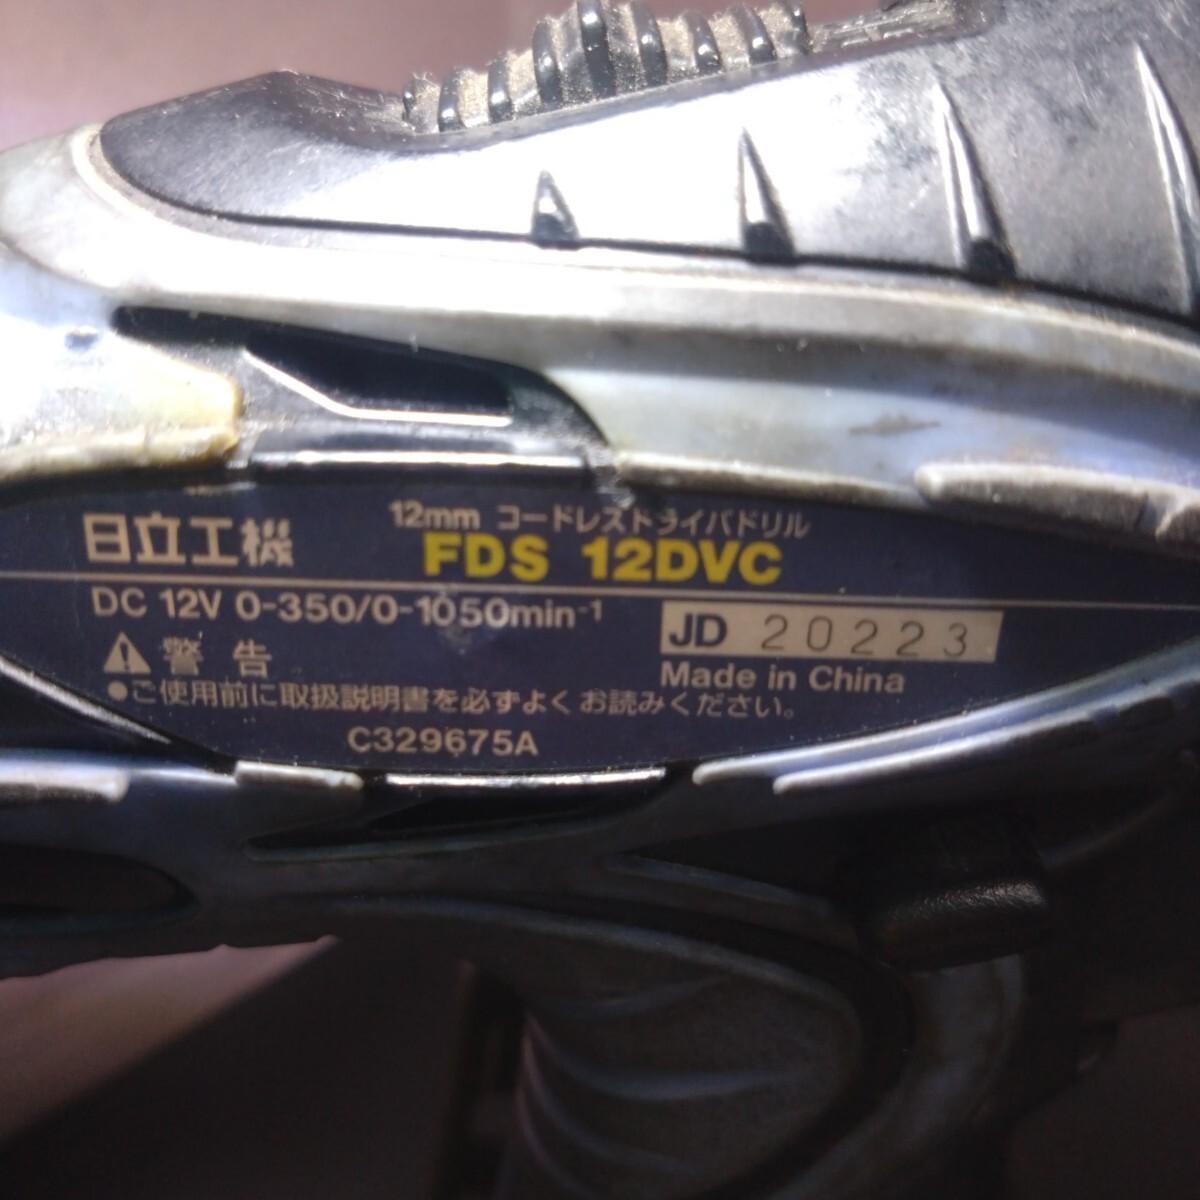 日立工機
12mm コードレスドライバドリル
FDS 12DVC
DC 12V 0-350/0-1050min-1
JD 20223
Made in China
警告
●ご使用前に取扱説明書を必ずよくお読みください。
C329675A